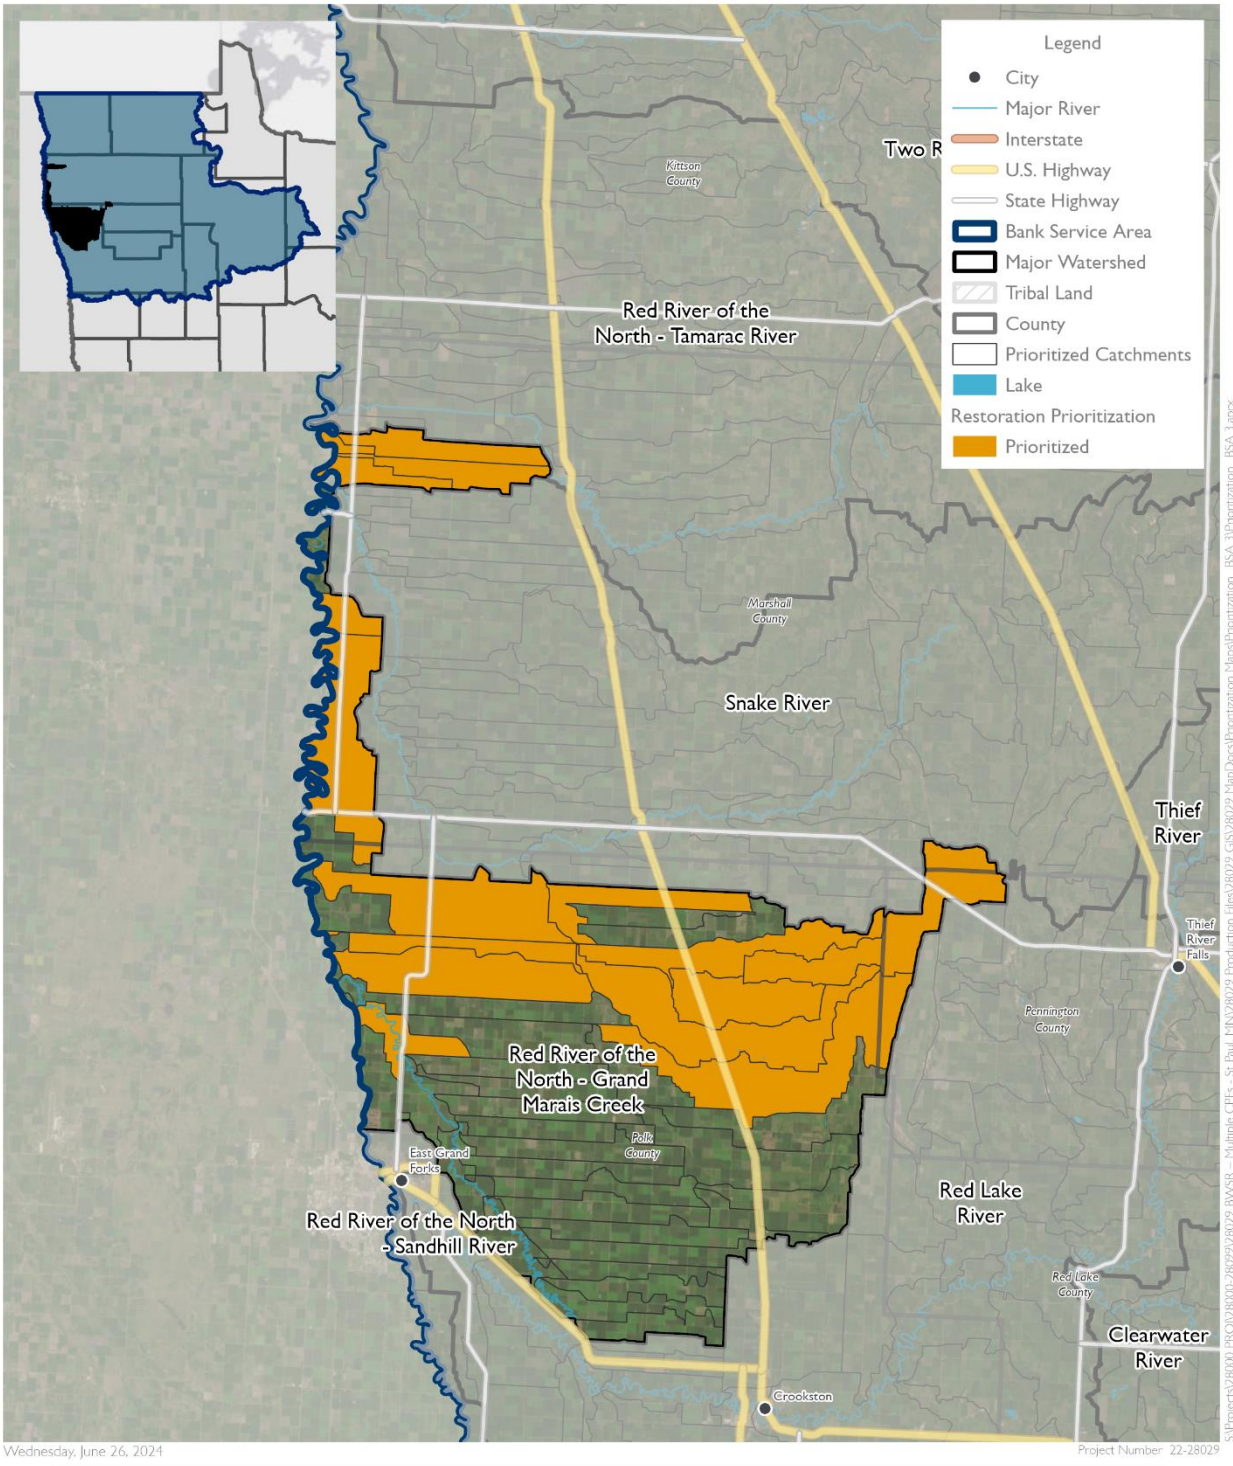 Legend
City
Major River
Interstate
U.S. Highway
State Highway
Bank Service Area
Major Watershed
Tribal Land
County
Prioritized Catchments
Lake
Restoration Prioritization
Prioritized
Two R
Kittson
County
Red River of the
North - Tamarac River
Marshall
County
Snake River
Thief
River
Thief
River
Falls
Pennington
County
Red River of the
North - Grand
Marais Creek
Polk
County
East Grand
Forks
Red River of the North
- Sandhill River
Red Lake
River
Red Lake
County
Clearwater
River
Crookston
Wednesday, June 26, 2024
Project Number 22-28029